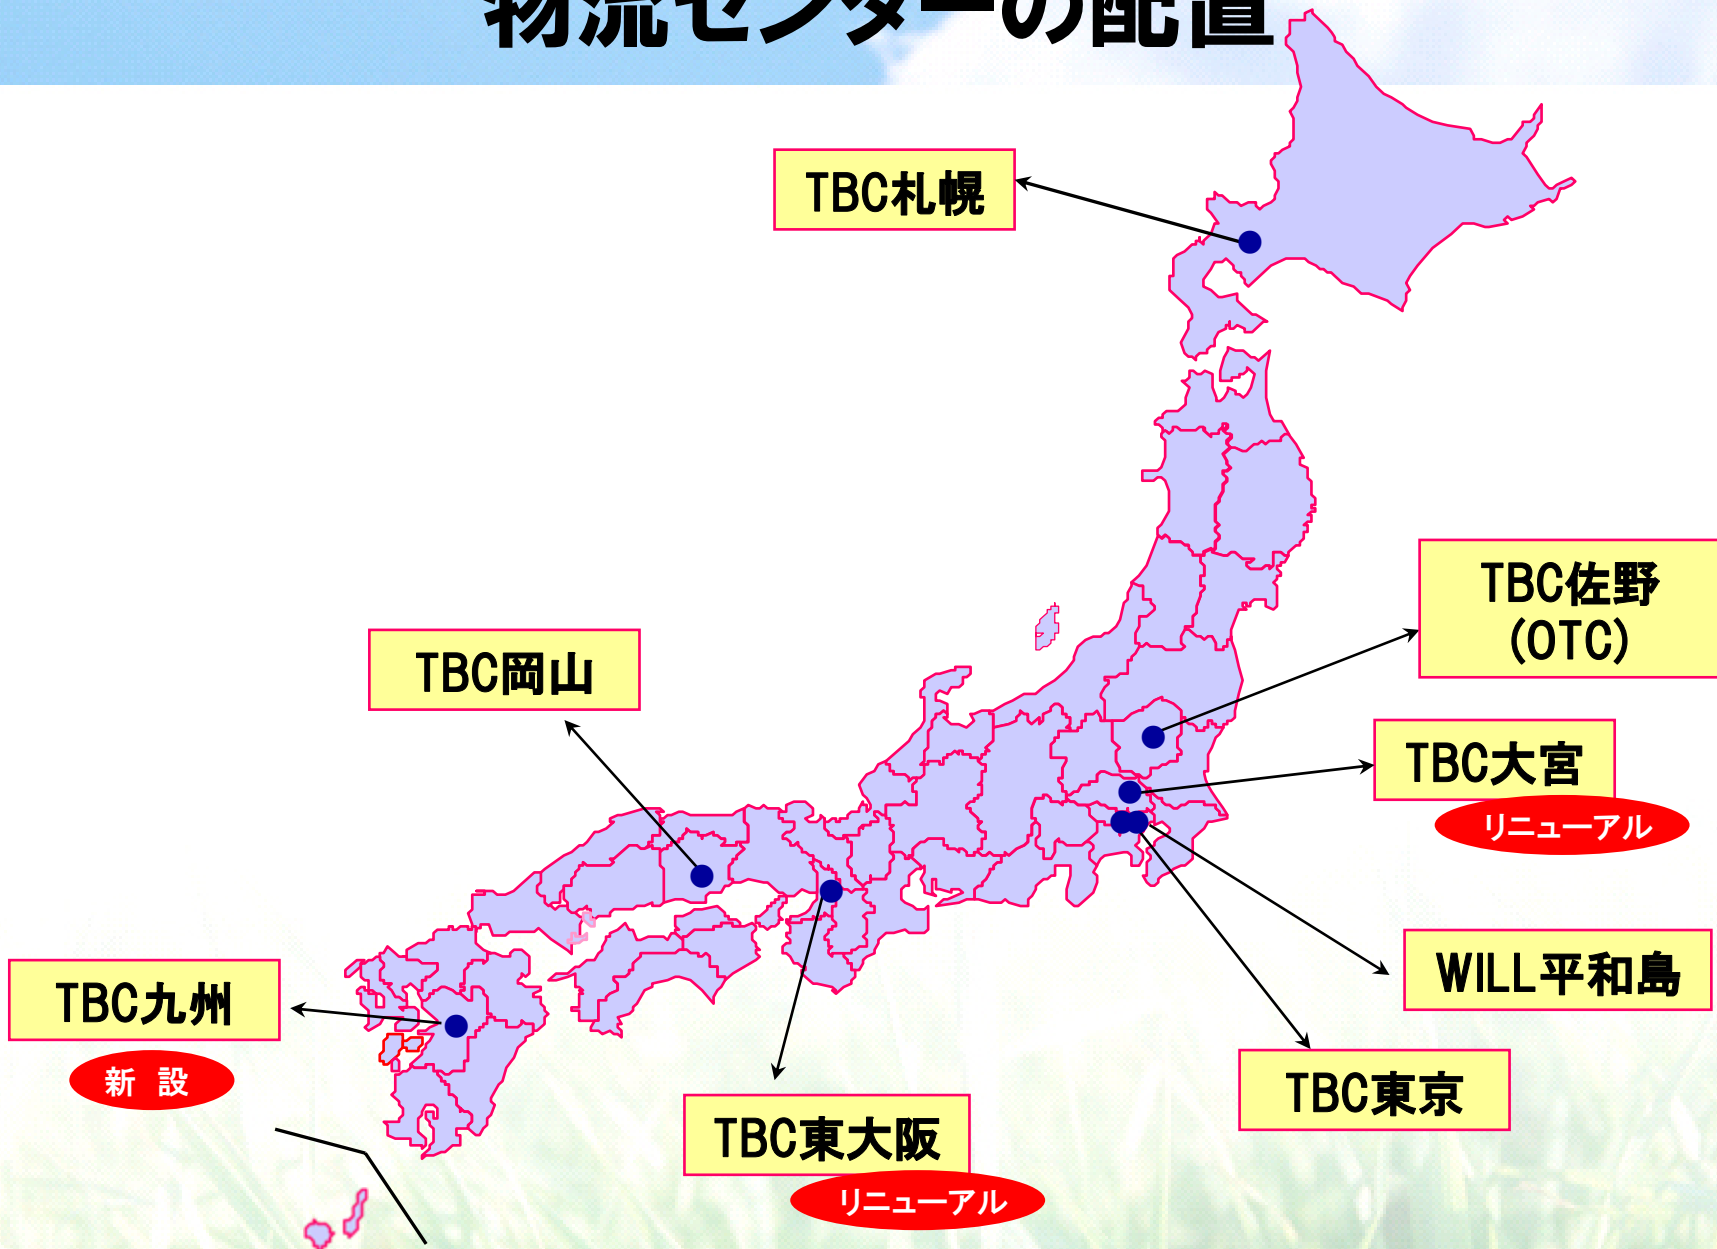 物流センターの配置
TBC札幌
TBC佐野
(OTC)
TBC岡山
TBC大宮
リニューアル
WILL平和島
TBC九州
新 設
TBC東京
TBC東大阪
リニューアル